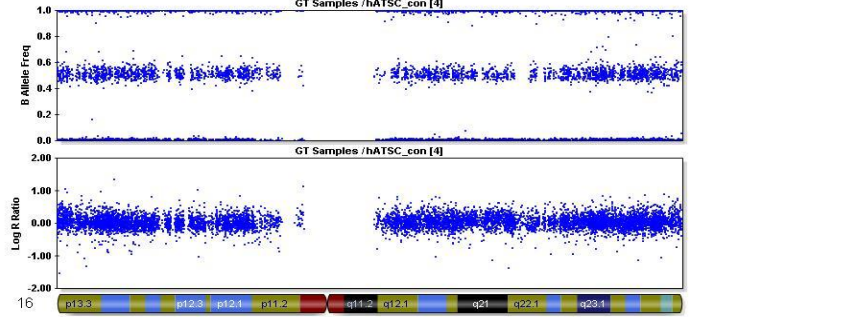 GT Samples /hATSC_con [4]
1.0
0.8
0.6
0.4
0.2
0.0
B Allele Freq
GT Samples /hATSC_con [4]
2.00
1.00
0.00
-1.00
-2.00
Log R Ratio
16 p13.3 p12.3 p12.1 p11.2 q11.2 q12.1 q21 q22.1 q23.1